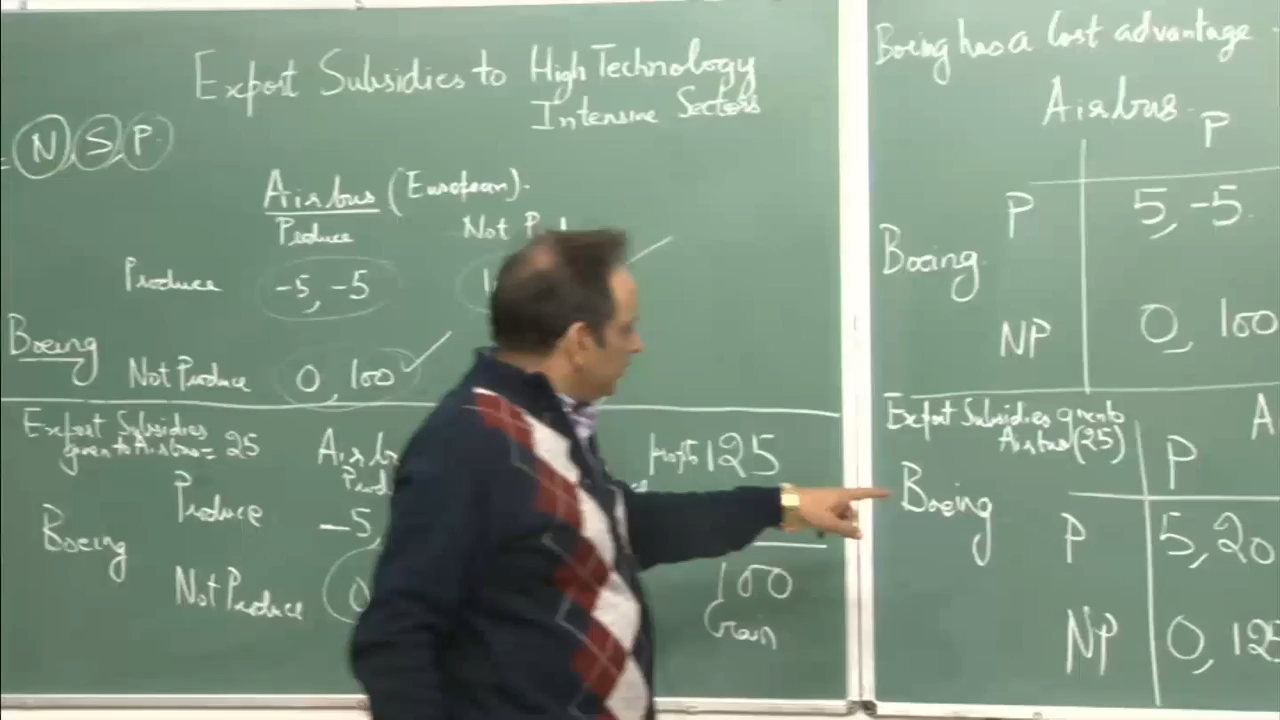 Export Subsidies to High Technology
Intensive Sectors
= N, S, P.
Airbus (European).
Produce Not
Produce -5, -5
Boeing
Not Produce 0, 100
Export Subsidies
given to Airbus = 25
Produce -5,
Boeing
Not Produce
profit 125
100
Gain
Boeing has a Cost advantage
Airbus.
P
P 5, -5.
Boeing.
NP 0, 100
Export Subsidies given to
Airbus (25) A
P
Boeing P 5, 20
NP 0, 125